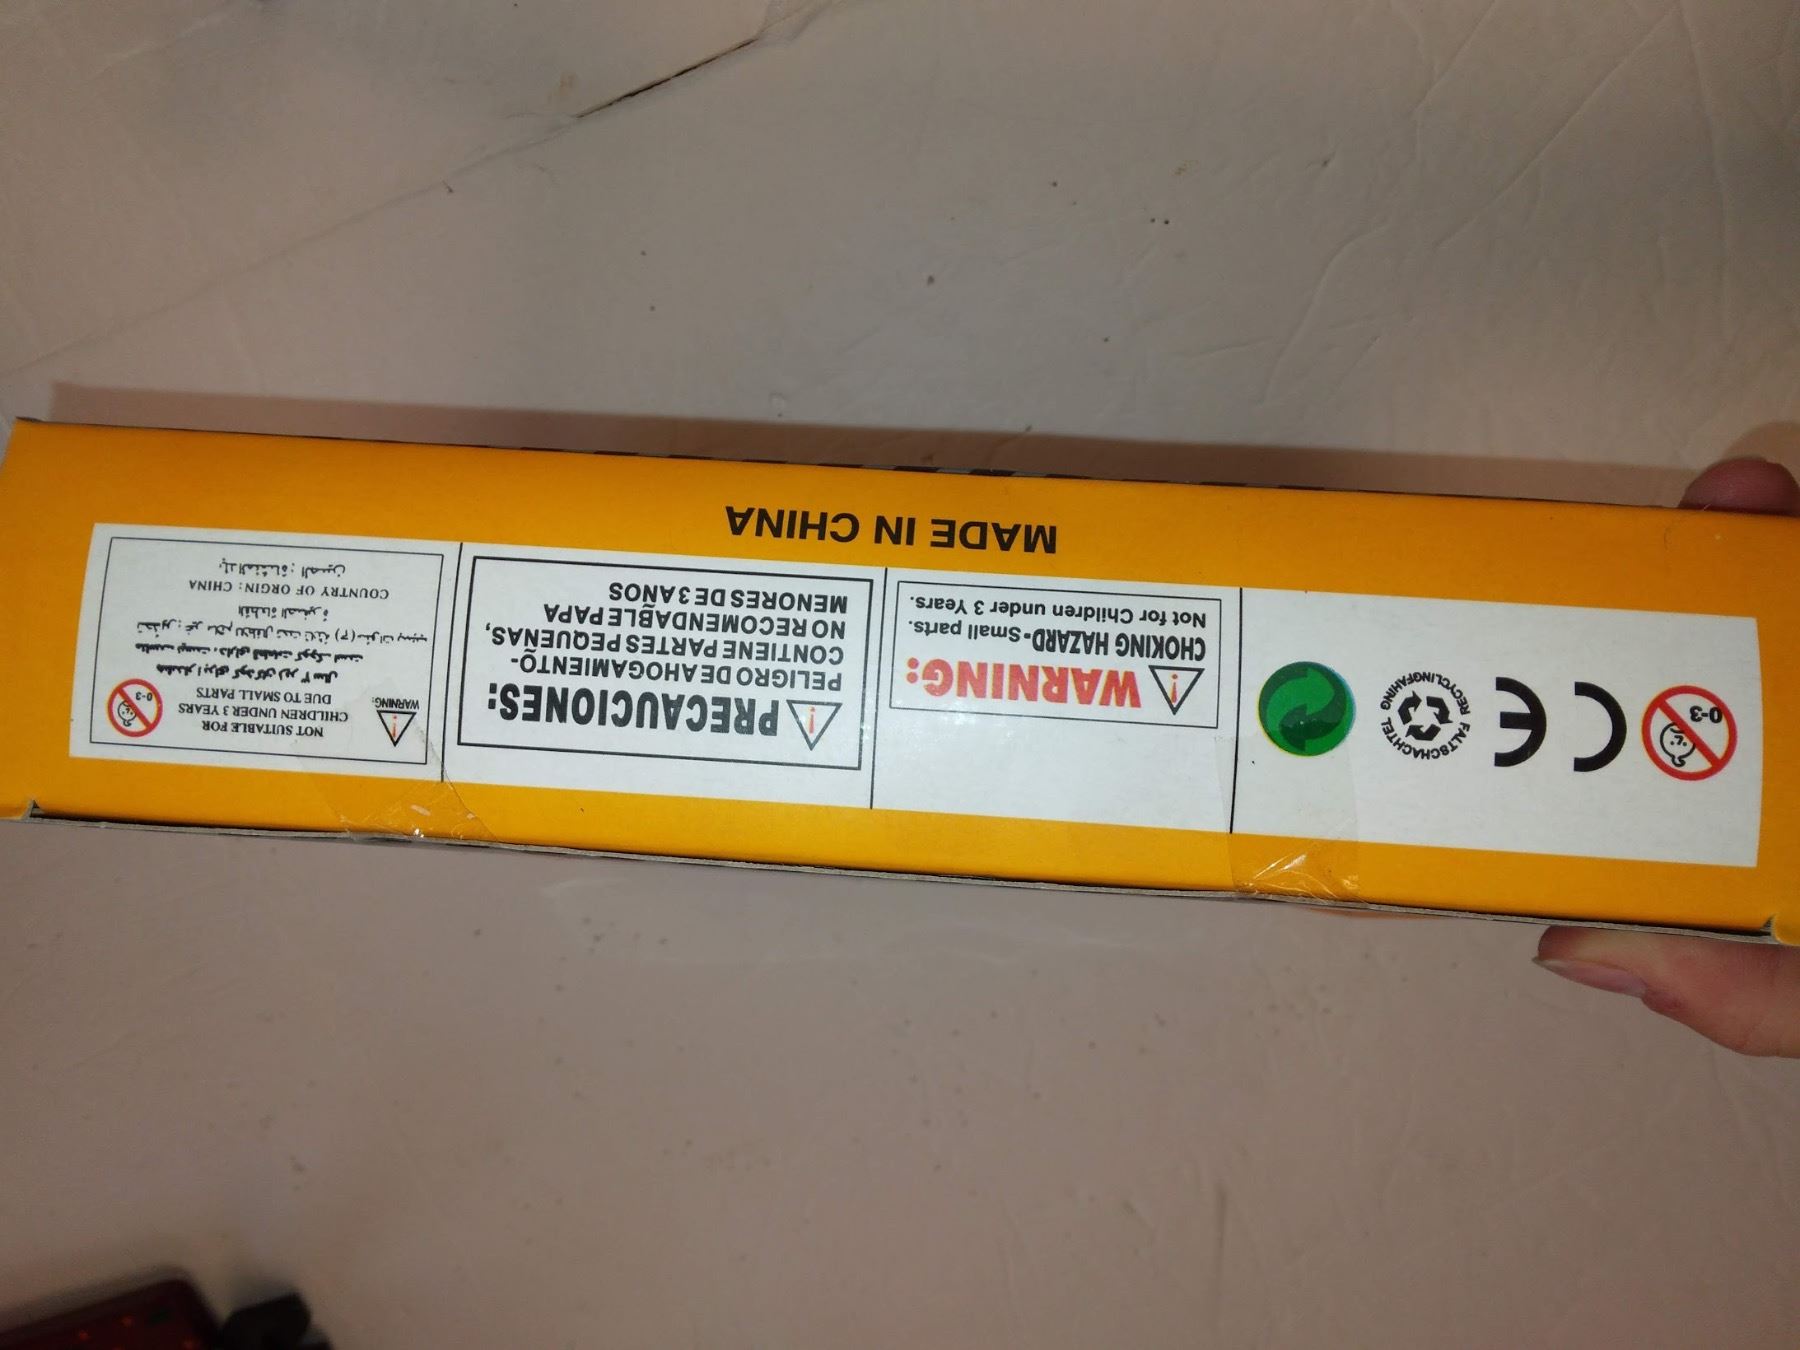 0-3
CE
FALTSCHACHTEL
RECYCLINGFAHING
WARNING:
CHOKING HAZARD-Small parts.
Not for Children under 3 Years.
PRECAUCIONES:
PELIGRO DE AHOGAMIENTO-
CONTIENE PARTES PEQUEÑAS,
NO RECOMENDABLE PAPA
MENORES DE 3 AÑOS
WARNING:
NOT SUITABLE FOR
CHILDREN UNDER 3 YEARS
DUE TO SMALL PARTS
0-3
COUNTRY OF ORGIN: CHINA
MADE IN CHINA